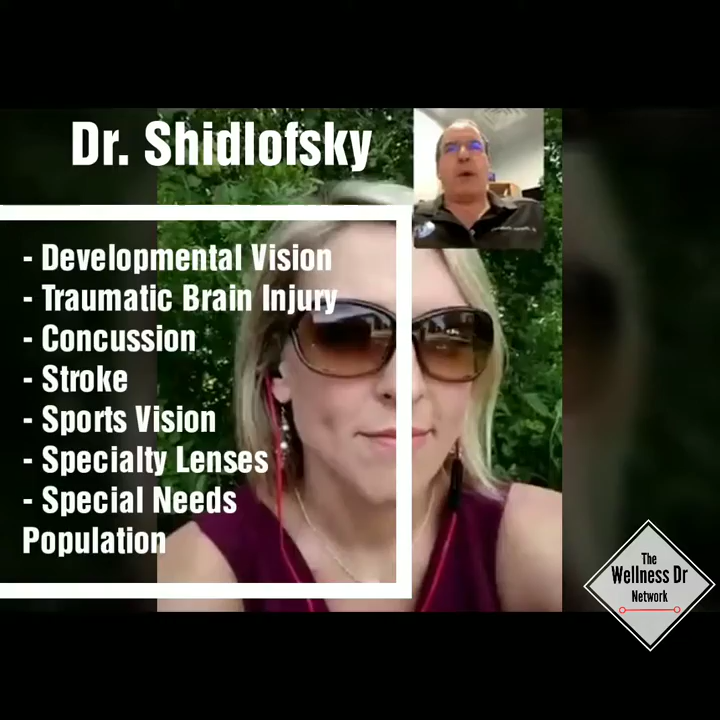 Dr. Shidlofsky
- Developmental Vision
- Traumatic Brain Injury
- Concussion
- Stroke
- Sports Vision
- Specialty Lenses
- Special Needs
Population
The
Wellness Dr
Network